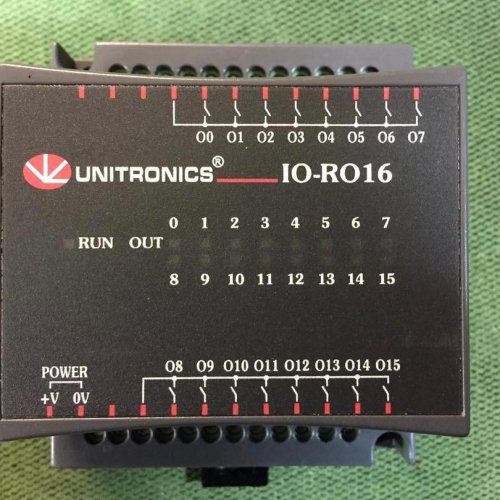 O0 O1 O2 O3 O4 O5 O6 O7
UNITRONICS® IO-RO16
0 1 2 3 4 5 6 7
RUN OUT
8 9 10 11 12 13 14 15
POWER O8 O9 O10 O11 O12 O13 O14 O15
+V 0V